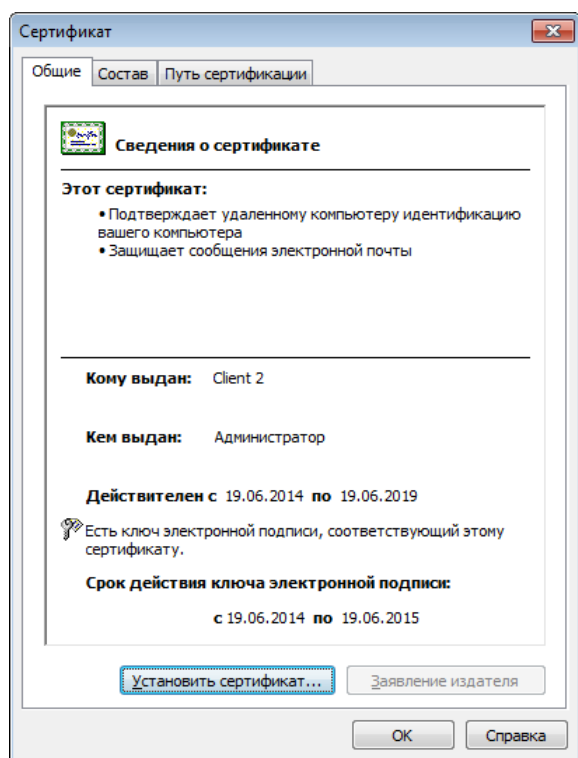 Сертификат
Общие Состав Путь сертификации
Сведения о сертификате
Этот сертификат:
• Подтверждает удаленному компьютеру идентификацию
вашего компьютера
• Защищает сообщения электронной почты
Кому выдан: Client 2
Кем выдан: Администратор
Действителен с 19.06.2014 по 19.06.2019
Есть ключ электронной подписи, соответствующий этому
сертификату.
Срок действия ключа электронной подписи:
с 19.06.2014 по 19.06.2015
Установить сертификат... Заявление издателя
ОК Справка